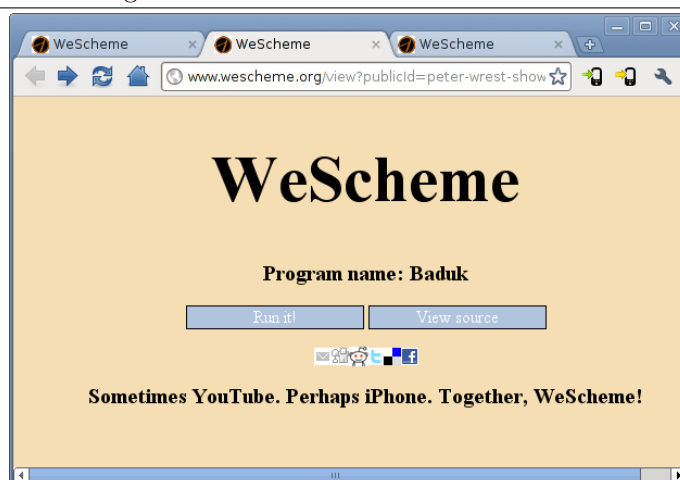 WeScheme
WeScheme
WeScheme
www.wescheme.org/view?publicId=peter-wrest-show
WeScheme
Program name: Baduk
Run it!
View source
Sometimes YouTube. Perhaps iPhone. Together, WeScheme!